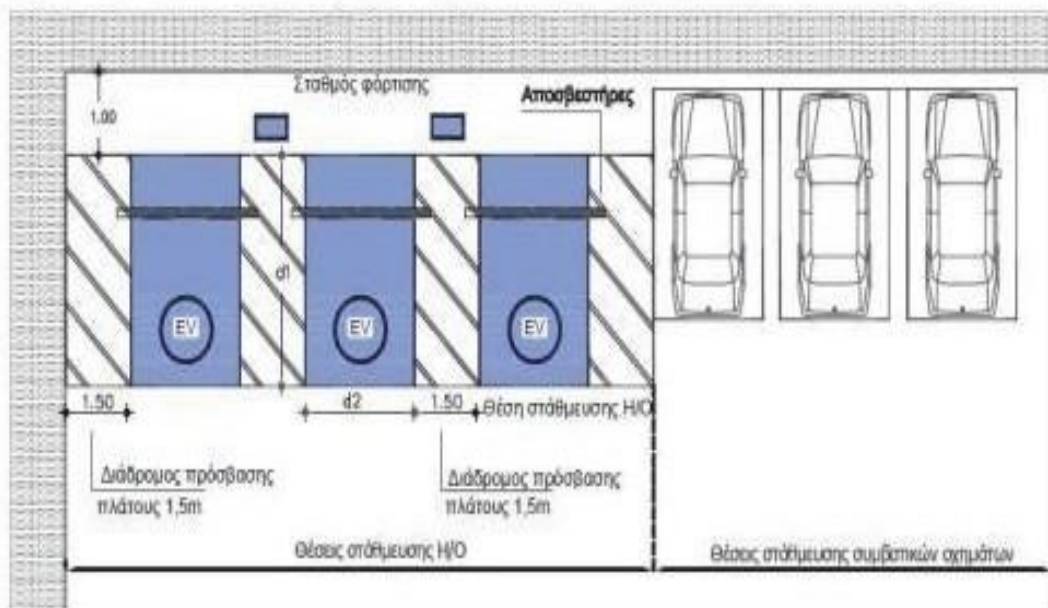 Σταθμός φόρτισης
Αποσβεστήρες
1.00
d1
EV
EV
EV
1.50
d2
1.50
Θέση στάθμευσης Η/Ο
Διάδρομος πρόσβασης
πλάτους 1,5m
Διάδρομος πρόσβασης
πλάτους 1,5m
Θέσεις στάθμευσης Η/Ο
Θέσεις στάθμευσης συμβατικών οχημάτων